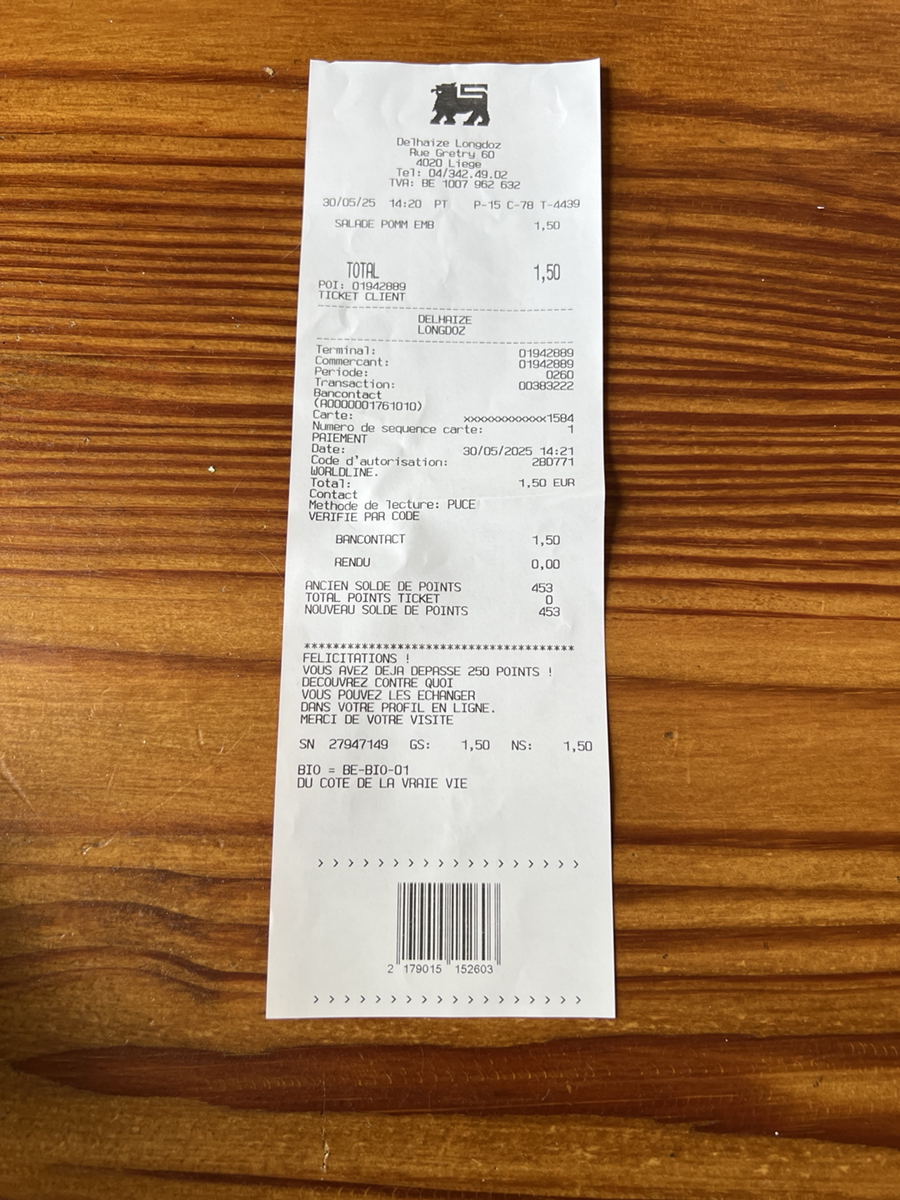 Delhaize Longdoz
Rue Gretry 60
4020 Liege
Tel: 04/342.49.02
TVA: BE 1007 962 632
30/05/25 14:20 PT P-15 C-78 T-4439
SALADE POMM EMB 1,50
TOTAL 1,50
POI: 01942889
TICKET CLIENT
DELHAIZE
LONGDOZ
Terminal: 01942889
Commercant: 01942889
Periode: 0260
Transaction: 00383222
Bancontact
(A0000001761010)
Carte: xxxxxxxxxxxx1584
Numero de sequence carte: 1
PAIEMENT
Date: 30/05/2025 14:21
Code d'autorisation: 2BD771
WORLDLINE.
Total: 1,50 EUR
Contact
Methode de lecture: PUCE
VERIFIE PAR CODE
BANCONTACT 1,50
RENDU 0,00
ANCIEN SOLDE DE POINTS 453
TOTAL POINTS TICKET 0
NOUVEAU SOLDE DE POINTS 453
*************************************
FELICITATIONS !
VOUS AVEZ DEJA DEPASSE 250 POINTS !
DECOUVREZ CONTRE QUOI
VOUS POUVEZ LES ECHANGER
DANS VOTRE PROFIL EN LIGNE.
MERCI DE VOTRE VISITE
SN 27947149 GS: 1,50 NS: 1,50
BIO = BE-BIO-01
DU COTE DE LA VRAIE VIE
> > > > > > > > > > > > > > > > > >
2 179015 152603
> > > > > > > > > > > > > > > > > >